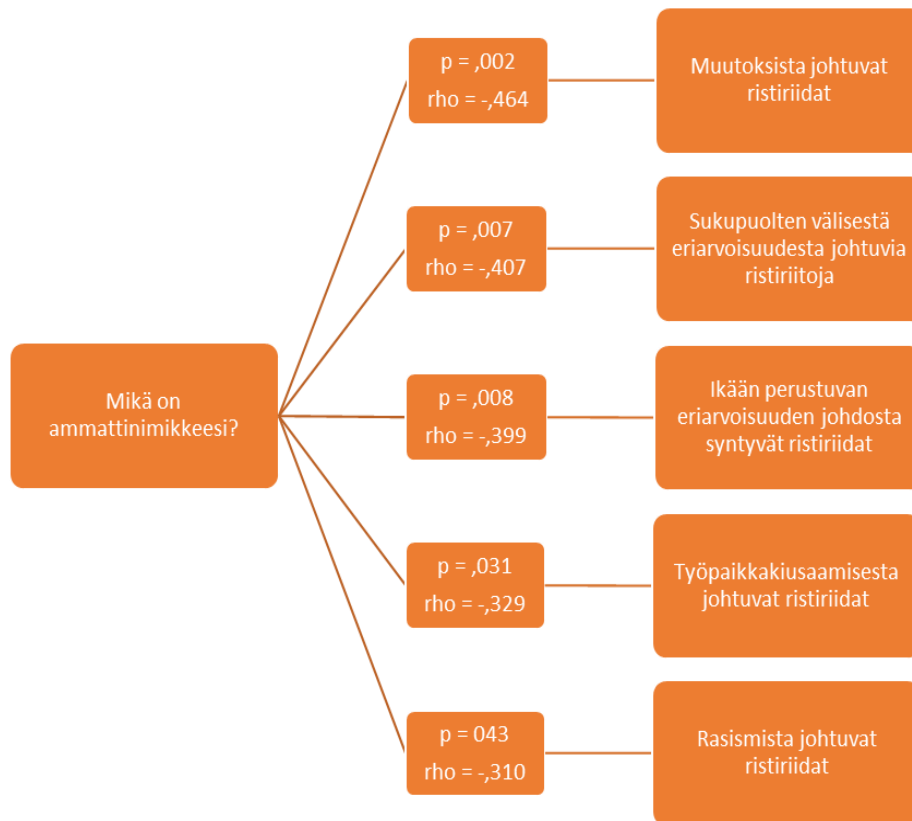 Mikä on
ammattinimikkeesi?
p = ,002
rho = -,464
Muutoksista johtuvat
ristiriidat
p = ,007
rho = -,407
Sukupuolten välisestä
eriarvoisuudesta johtuvia
ristiriitoja
p = ,008
rho = -,399
Ikään perustuvan
eriarvoisuuden johdosta
syntyvät ristiriidat
p = ,031
rho = -,329
Työpaikkakiusaamisesta
johtuvat ristiriidat
p = 043
rho = -,310
Rasismista johtuvat
ristiriidat